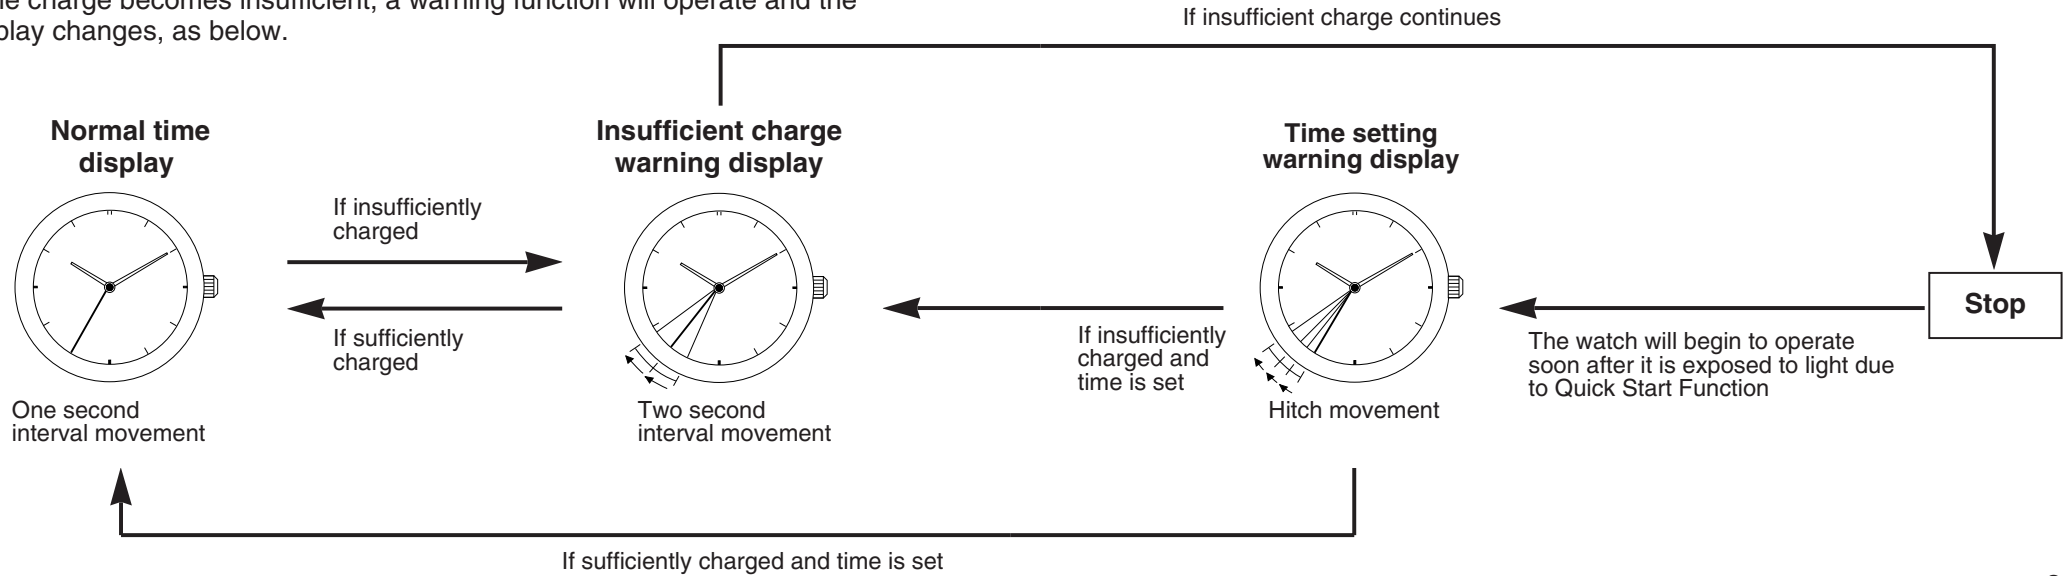 charge becomes insufficient, a warning function will operate and the
changes, as below.
If insufficient charge continues
Normal time
display
Insufficient charge
warning display
Time setting
warning display
If insufficiently
charged
If sufficiently
charged
If insufficiently
charged and
time is set
Stop
The watch will begin to operate
soon after it is exposed to light due
to Quick Start Function
One second
interval movement
Two second
interval movement
Hitch movement
If sufficiently charged and time is set